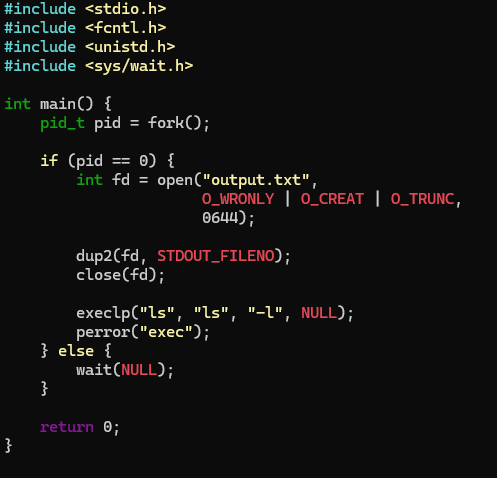 #include <stdio.h>
#include <fcntl.h>
#include <unistd.h>
#include <sys/wait.h>

int main() {
    pid_t pid = fork();

    if (pid == 0) {
        int fd = open("output.txt",
                      O_WRONLY | O_CREAT | O_TRUNC,
                      0644);

        dup2(fd, STDOUT_FILENO);
        close(fd);

        execlp("ls", "ls", "-l", NULL);
        perror("exec");
    } else {
        wait(NULL);
    }

    return 0;
}